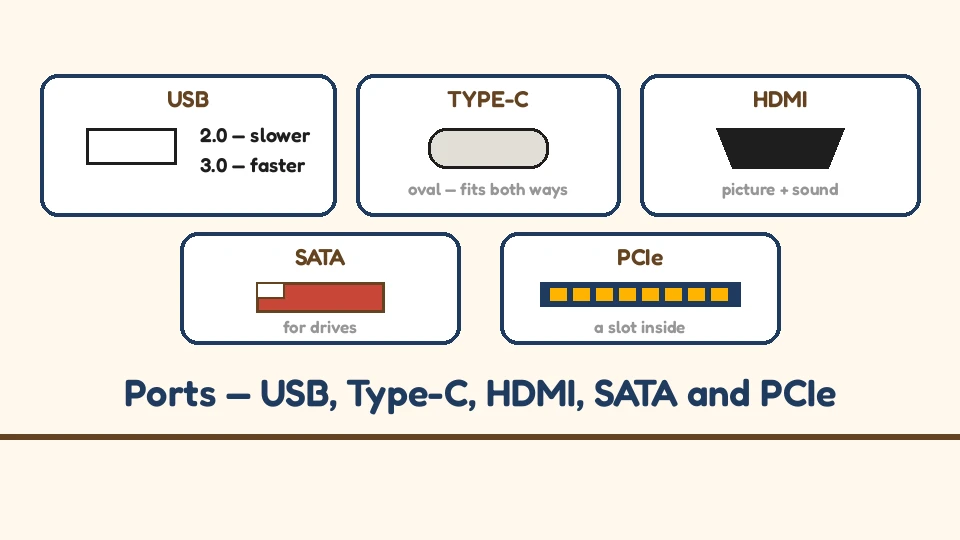 USB
2.0 – slower
3.0 – faster
TYPE-C
oval – fits both ways
HDMI
picture + sound
SATA
for drives
PCIe
a slot inside
Ports – USB, Type-C, HDMI, SATA and PCIe